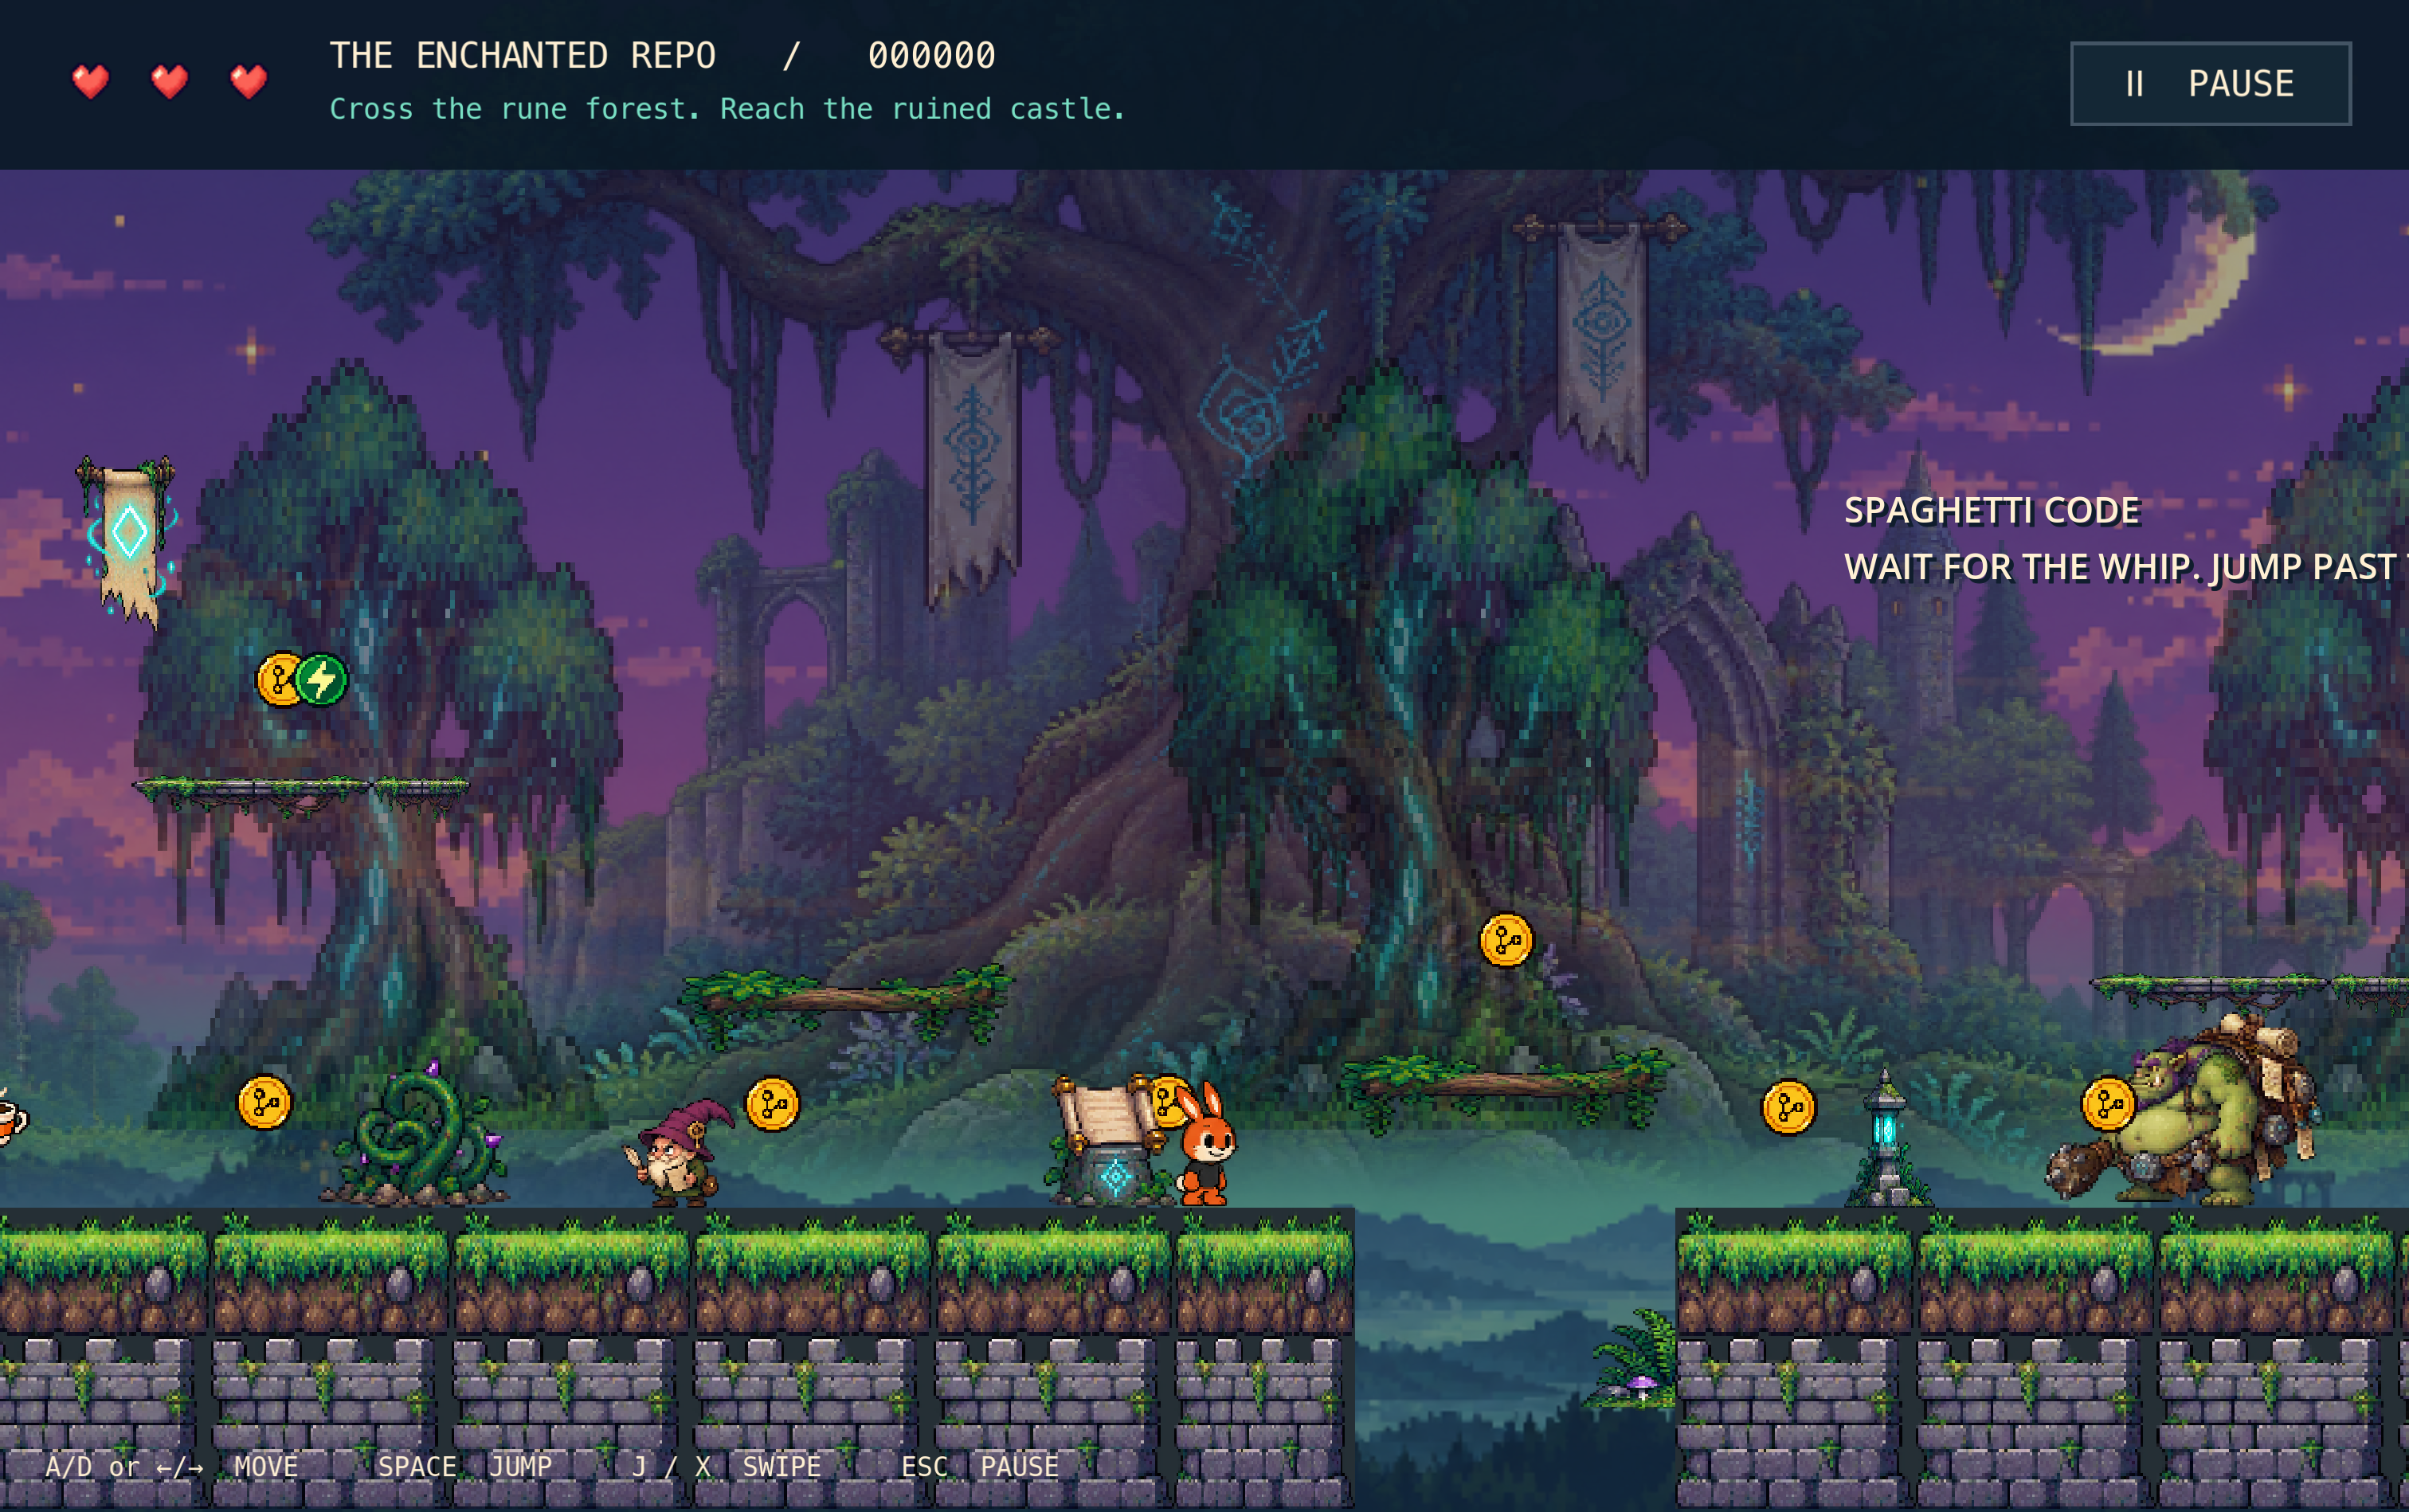 THE ENCHANTED REPO / 000000
Cross the rune forest. Reach the ruined castle.
II PAUSE
SPAGHETTI CODE
WAIT FOR THE WHIP. JUMP PAST
A/D or ←/→ MOVE SPACE JUMP J / X SWIPE ESC PAUSE